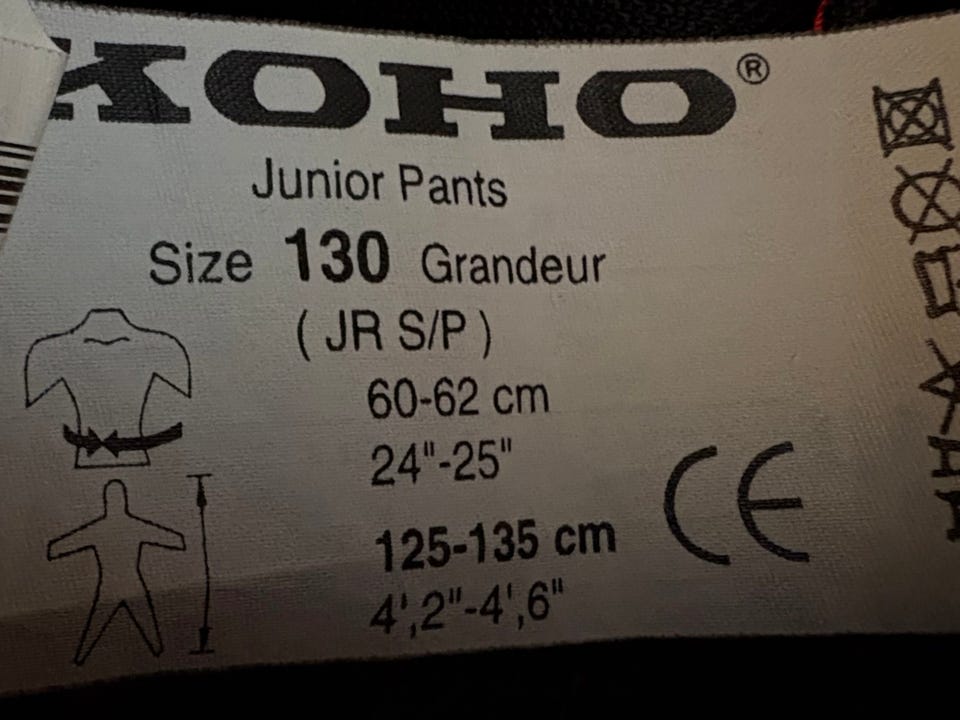 KOHO®
Junior Pants
Size 130 Grandeur
( JR S/P )
60-62 cm
24"-25"
125-135 cm
4',2"-4',6"
CE